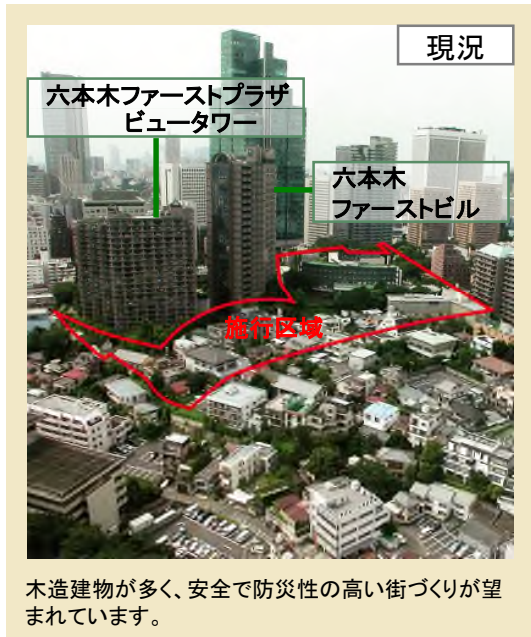 現況
六本木ファーストプラザ
ビュータワー
六本木
ファーストビル
施行区域
木造建物が多く、安全で防災性の高い街づくりが望
まれています。